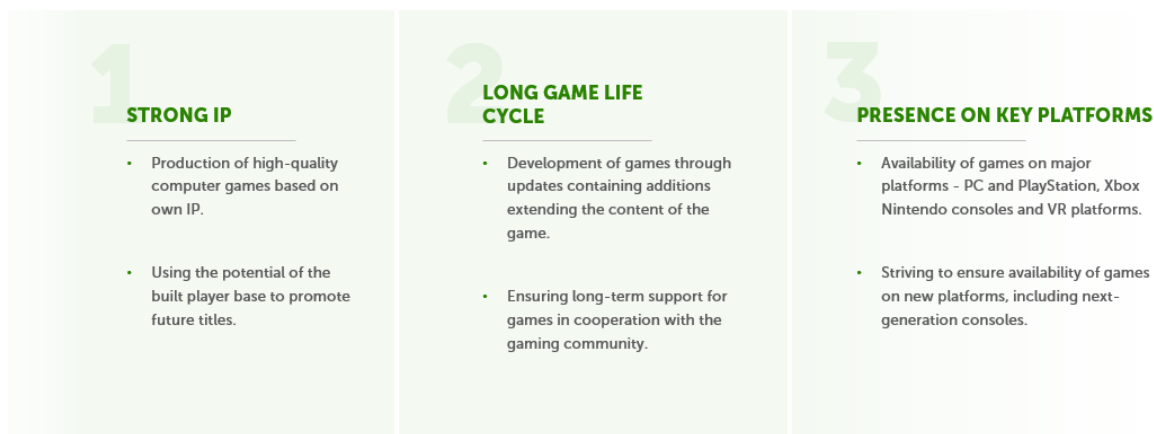 1
STRONG IP
• Production of high-quality
computer games based on
own IP.
• Using the potential of the
built player base to promote
future titles.
2
LONG GAME LIFE
CYCLE
• Development of games through
updates containing additions
extending the content of the
game.
• Ensuring long-term support for
games in cooperation with the
gaming community.
3
PRESENCE ON KEY PLATFORMS
• Availability of games on major
platforms - PC and PlayStation, Xbox
Nintendo consoles and VR platforms.
• Striving to ensure availability of games
on new platforms, including next-
generation consoles.